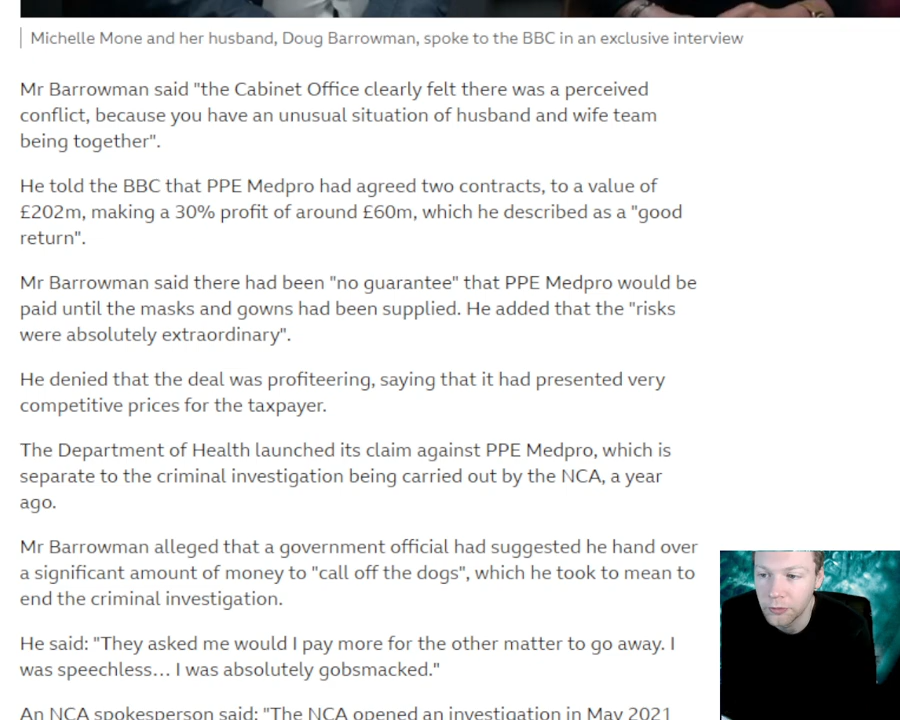 Michelle Mone and her husband, Doug Barrowman, spoke to the BBC in an exclusive interview
Mr Barrowman said "the Cabinet Office clearly felt there was a perceived
conflict, because you have an unusual situation of husband and wife team
being together".
He told the BBC that PPE Medpro had agreed two contracts, to a value of
£202m, making a 30% profit of around £60m, which he described as a "good
return".
Mr Barrowman said there had been "no guarantee" that PPE Medpro would be
paid until the masks and gowns had been supplied. He added that the "risks
were absolutely extraordinary".
He denied that the deal was profiteering, saying that it had presented very
competitive prices for the taxpayer.
The Department of Health launched its claim against PPE Medpro, which is
separate to the criminal investigation being carried out by the NCA, a year
ago.
Mr Barrowman alleged that a government official had suggested he hand over
a significant amount of money to "call off the dogs", which he took to mean to
end the criminal investigation.
He said: "They asked me would I pay more for the other matter to go away. I
was speechless... I was absolutely gobsmacked."
An NCA spokesperson said: "The NCA opened an investigation in May 2021